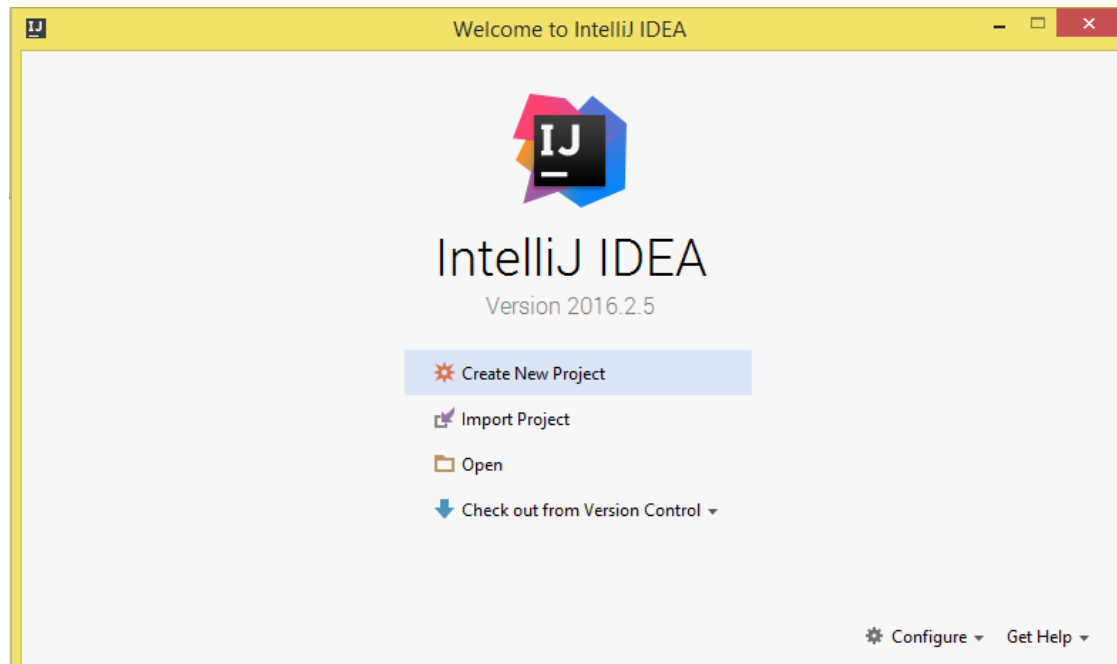 IJ
Welcome to IntelliJ IDEA
IJ
IntelliJ IDEA
Version 2016.2.5
Create New Project
Import Project
Open
Check out from Version Control
Configure Get Help